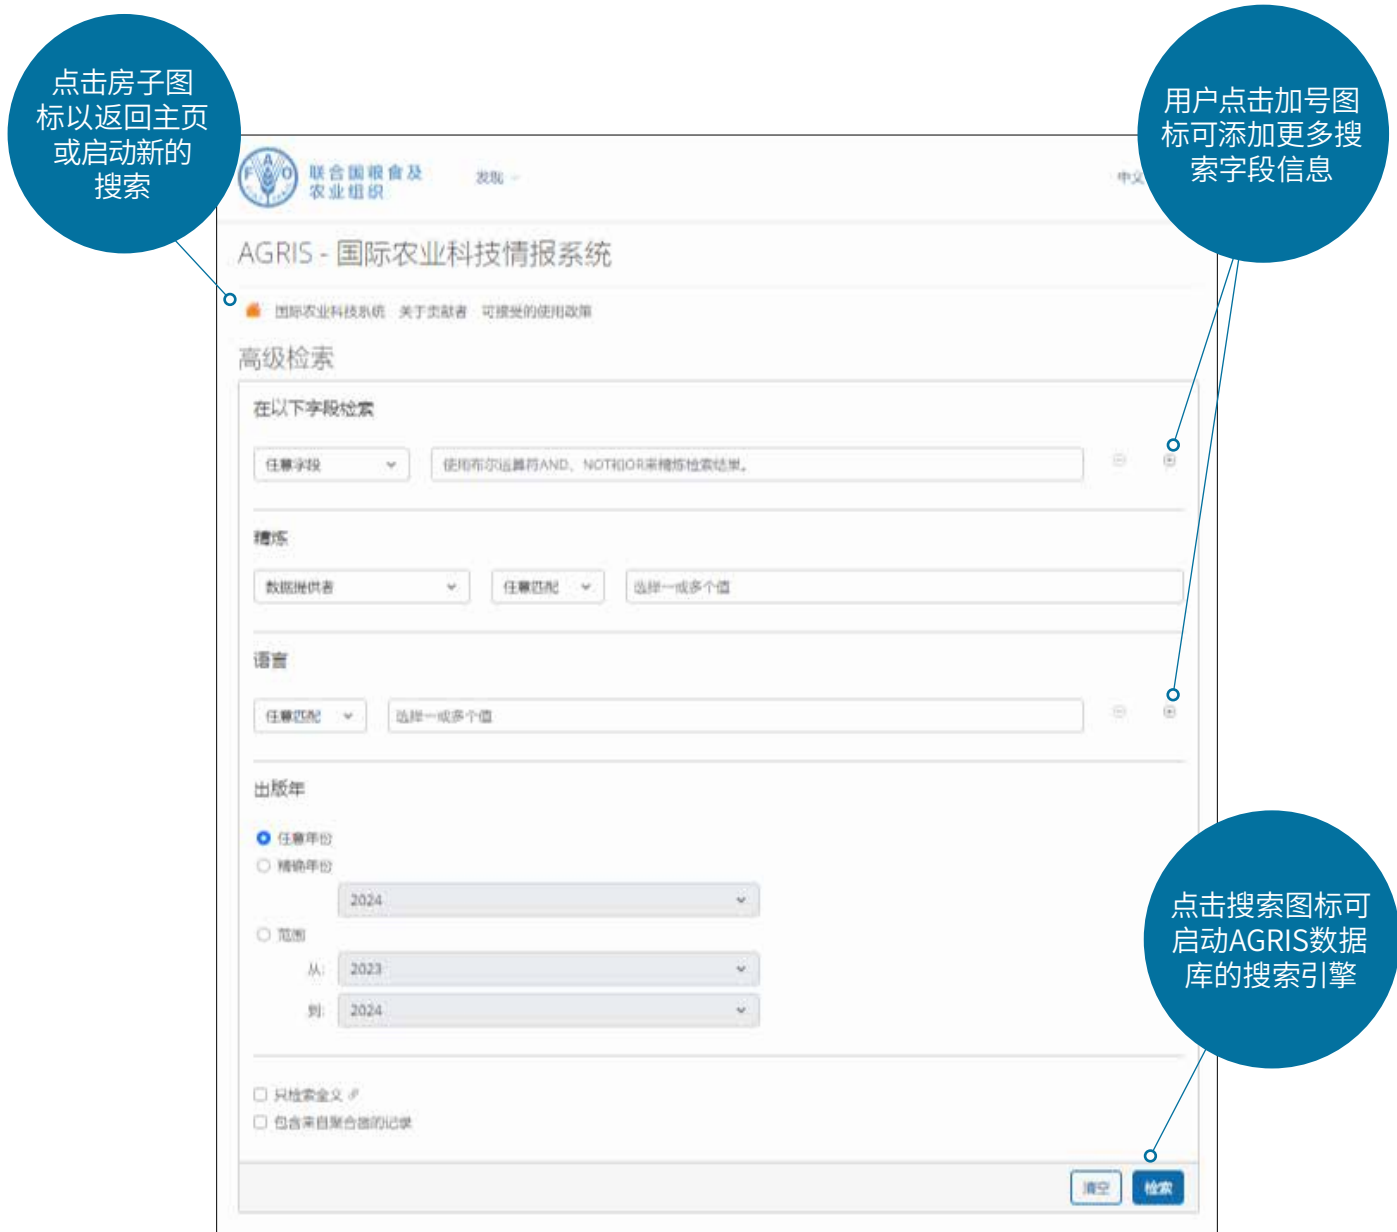 点击房子图
标以返回主页
或启动新的
搜索
用户点击加号图
标可添加更多搜
索字段信息
FAO
联合国粮食及
农业组织
发现
中文
AGRIS - 国际农业科技情报系统
国际农业科技系统 关于贡献者 可接受的使用政策
高级检索
在以下字段检索
任意字段 使用布尔运算符AND、NOT和OR来精炼检索结果。
精炼
数据提供者 任意匹配 选择一或多个值
语言
任意匹配 选择一或多个值
出版年
任意年份
精确年份
2024
范围
从: 2023
到: 2024
点击搜索图标可
启动AGRIS数据
库的搜索引擎
只检索全文
包含来自聚合器的记录
清空 检索